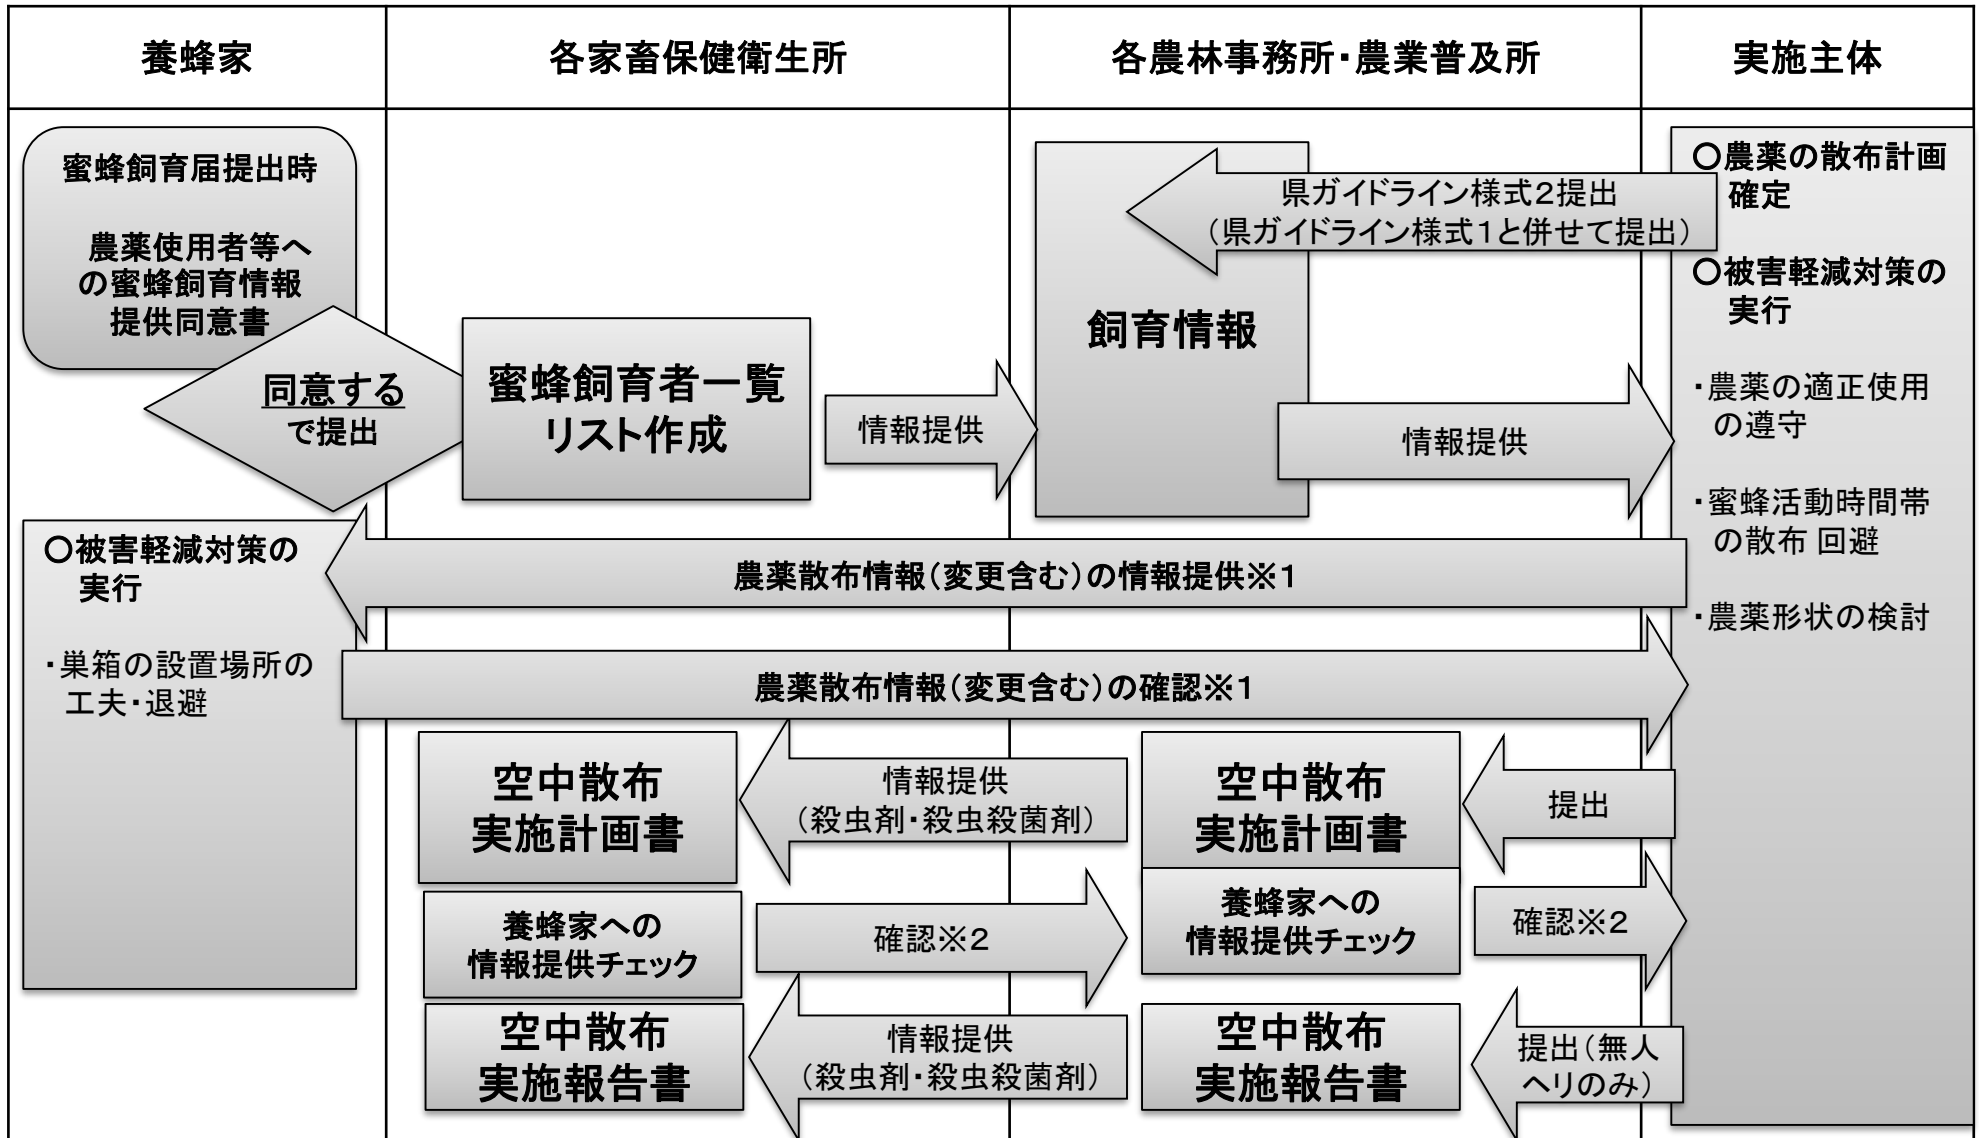 養蜂家
各家畜保健衛生所
各農林事務所・農業普及所
実施主体
蜜蜂飼育届提出時
農薬使用者等へ
の蜜蜂飼育情報
提供同意書
同意する
で提出
蜜蜂飼育者一覧
リスト作成
情報提供
飼育情報
県ガイドライン様式2提出
（県ガイドライン様式1と併せて提出）
情報提供
〇農薬の散布計画
確定
〇被害軽減対策の
実行
・農薬の適正使用
の遵守
・蜜蜂活動時間帯
の散布 回避
・農薬形状の検討
〇被害軽減対策の
実行
・巣箱の設置場所の
工夫・退避
農薬散布情報（変更含む）の情報提供※1
農薬散布情報（変更含む）の確認※1
空中散布
実施計画書
情報提供
（殺虫剤・殺虫殺菌剤）
空中散布
実施計画書
提出
養蜂家への
情報提供チェック
確認※2
養蜂家への
情報提供チェック
確認※2
空中散布
実施報告書
情報提供
（殺虫剤・殺虫殺菌剤）
空中散布
実施報告書
提出（無人
ヘリのみ）